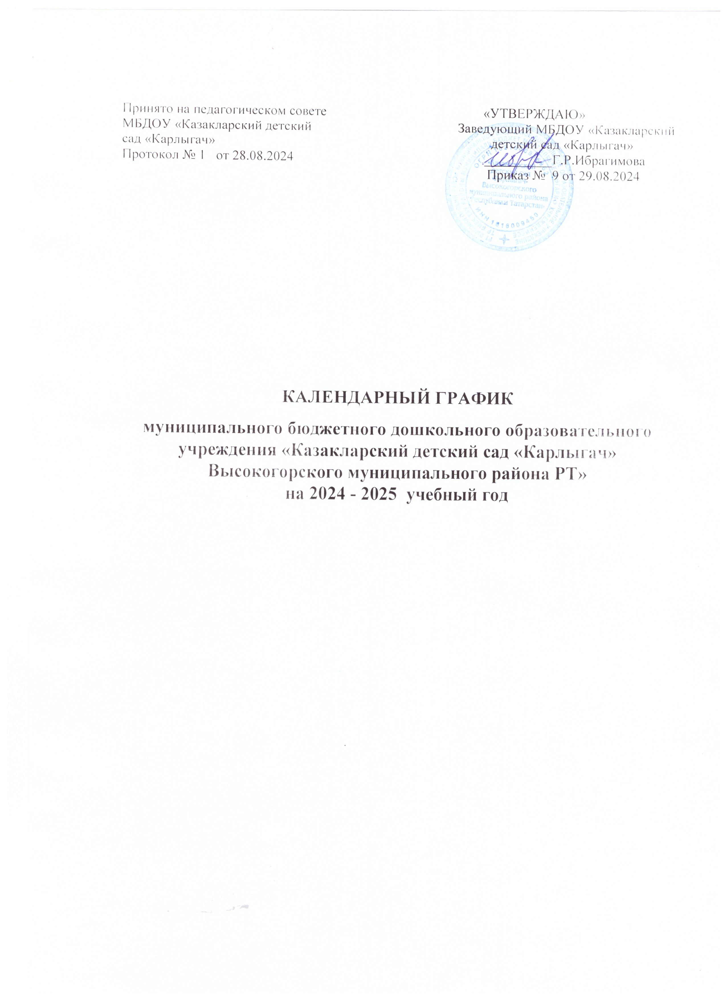 Принято на педагогическом совете
МБДОУ «Казакларский детский
сад «Карлыгач»
Протокол № 1 от 28.08.2024
«УТВЕРЖДАЮ»
Заведующий МБДОУ «Казакларский
детский сад «Карлыгач»
Г.Р.Ибрагимова
Приказ № 9 от 29.08.2024
Высокогорского
муниципального района
Республики Татарстан»
ИНН 1616009450
КАЛЕНДАРНЫЙ ГРАФИК
муниципального бюджетного дошкольного образовательного
учреждения «Казакларский детский сад «Карлыгач»
Высокогорского муниципального района РТ»
на 2024 - 2025 учебный год